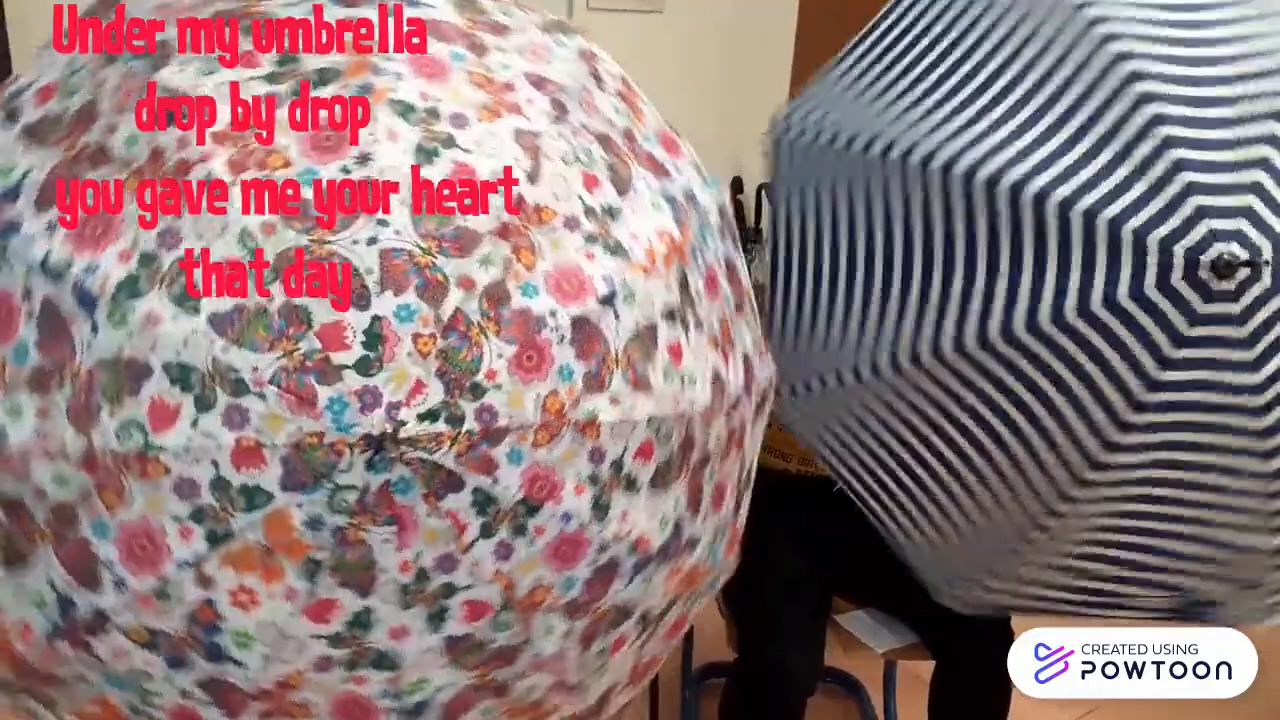 Under my umbrella
drop by drop
you gave me your heart
that day
CREATED USING
POWTOON